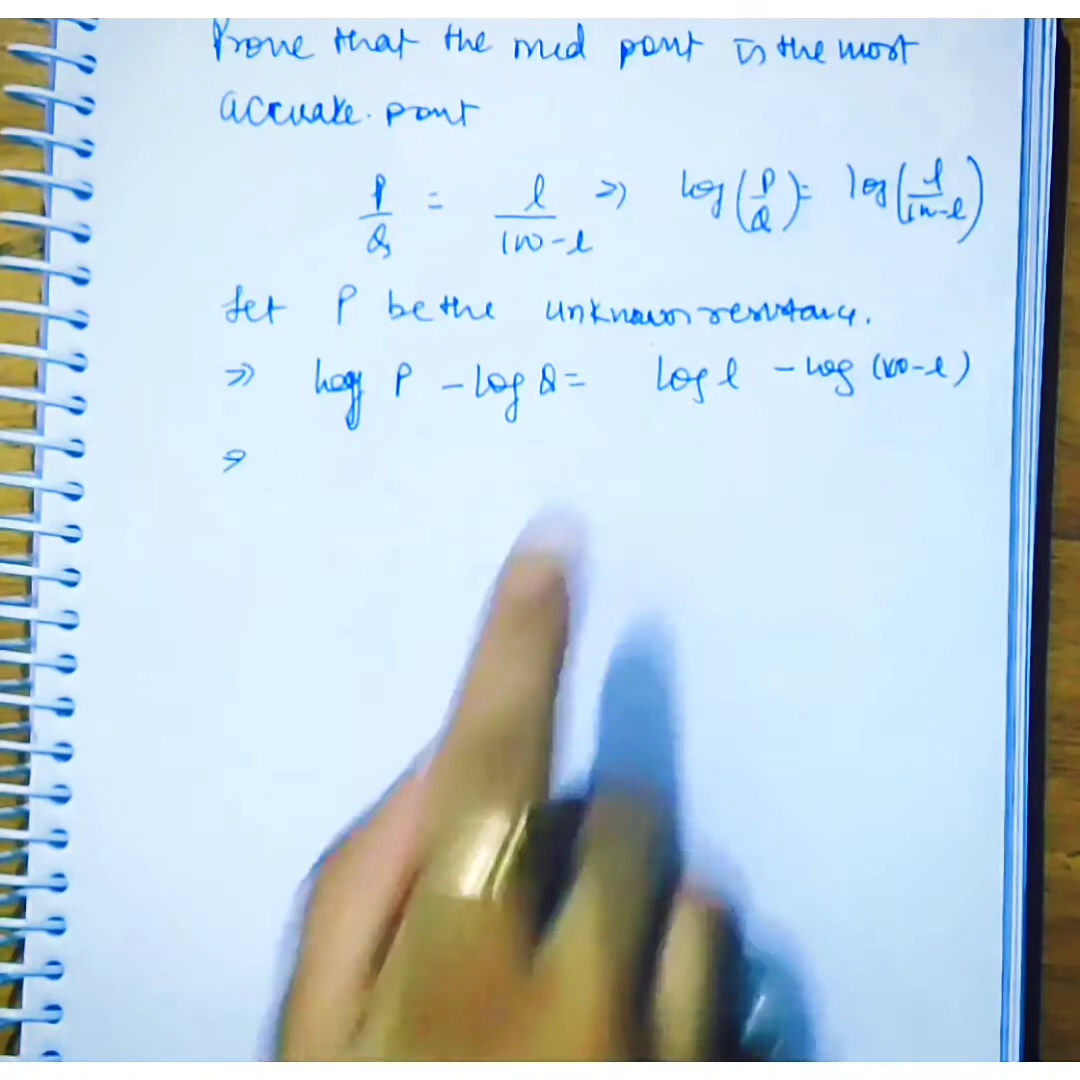 Prove that the mid point is the most
accurate. point
P/Q = l/(100-l) ⇒ log(P/Q) = log(l/(100-l))
Let P be the unknown resistance.
⇒ log P - log Q = log l - log (100-l)
⇒